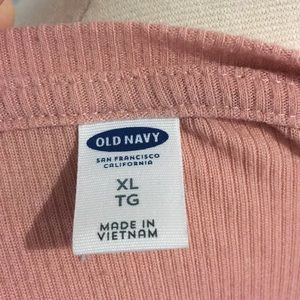 OLD NAVY
SAN FRANCISCO
CALIFORNIA
XL
TG
MADE IN
VIETNAM